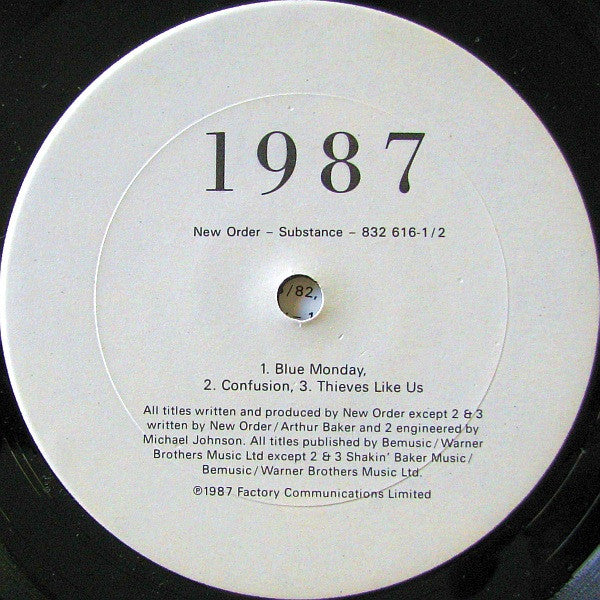 1987
New Order – Substance – 832 616-1/2
/82,
1. Blue Monday,
2. Confusion, 3. Thieves Like Us
All titles written and produced by New Order except 2 & 3
written by New Order/Arthur Baker and 2 engineered by
Michael Johnson. All titles published by Bemusic/Warner
Brothers Music Ltd except 2 & 3 Shakin' Baker Music/
Bemusic/Warner Brothers Music Ltd.
℗1987 Factory Communications Limited